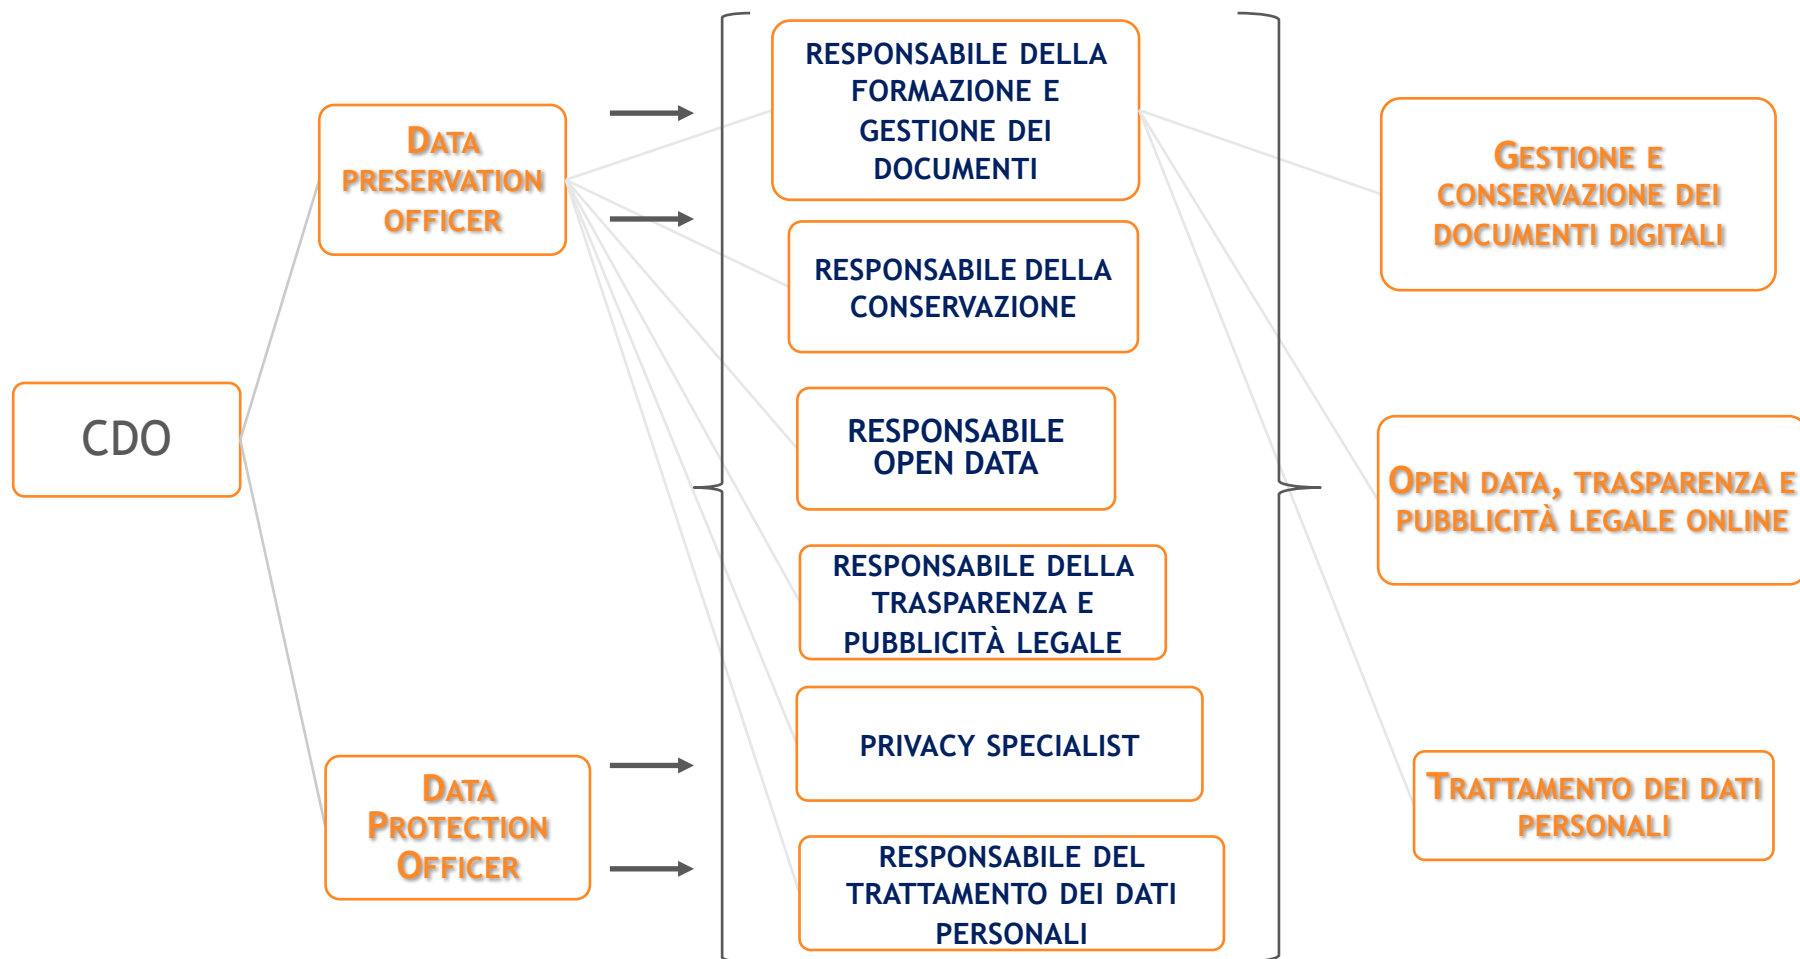 CDO
DATA
PRESERVATION
OFFICER
DATA
PROTECTION
OFFICER
RESPONSABILE DELLA
FORMAZIONE E
GESTIONE DEI
DOCUMENTI
RESPONSABILE DELLA
CONSERVAZIONE
RESPONSABILE
OPEN DATA
RESPONSABILE DELLA
TRASPARENZA E
PUBBLICITÀ LEGALE
PRIVACY SPECIALIST
RESPONSABILE DEL
TRATTAMENTO DEI DATI
PERSONALI
GESTIONE E
CONSERVAZIONE DEI
DOCUMENTI DIGITALI
OPEN DATA, TRASPARENZA E
PUBBLICITÀ LEGALE ONLINE
TRATTAMENTO DEI DATI
PERSONALI